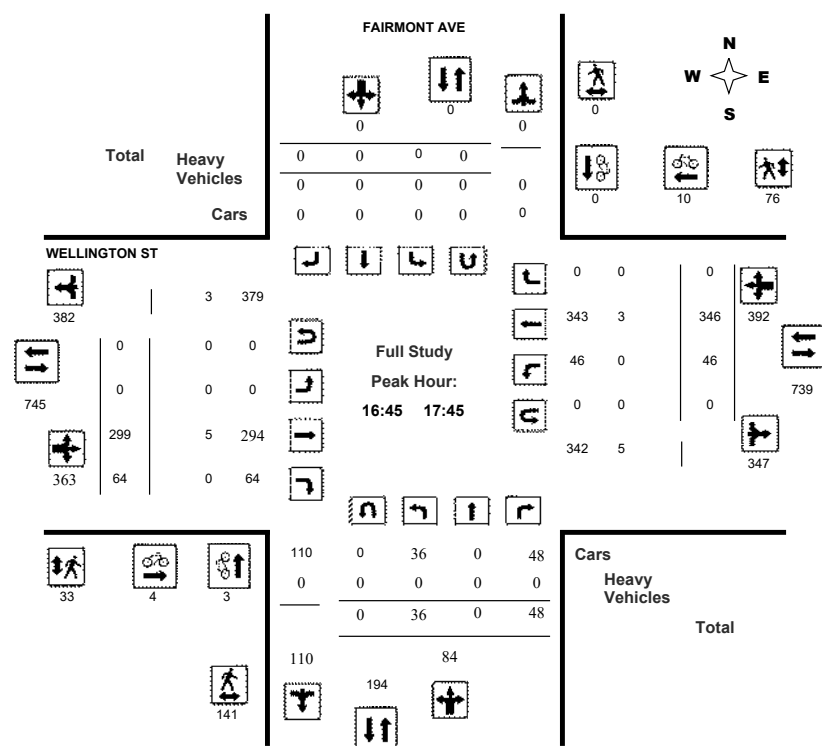 FAIRMONT AVE
N
W E
S
0
0
0
0
0
Total
Heavy
Vehicles
Cars
0 0 0 0
0 0 0 0 0
0 0 0 0 0
0 10 76
WELLINGTON ST
382
3 379
0 0 0
745
0 0 0
299 5 294
363
64 0 64
Full Study
Peak Hour:
16:45 17:45
0 0 0
343 3 346
392
46 0 46
739
0 0 0
342 5
347
33 4 3
141
110 0 36 0 48
0 0 0 0 0
0 36 0 48
110 84
194
Cars
Heavy
Vehicles
Total